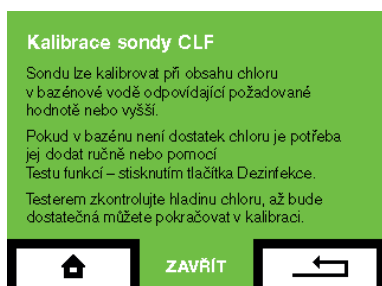 Kalibrace sondy CLF
Sondu lze kalibrovat při obsahu chloru
v bazénové vodě odpovídající požadované
hodnotě nebo vyšší.
Pokud v bazénu není dostatek chloru je potřeba
jej dodat ručně nebo pomocí
Testu funkcí – stisknutím tlačítka Dezinfekce.
Testerem zkontrolujte hladinu chloru, až bude
dostatečná můžete pokračovat v kalibraci.
ZAVŘÍT